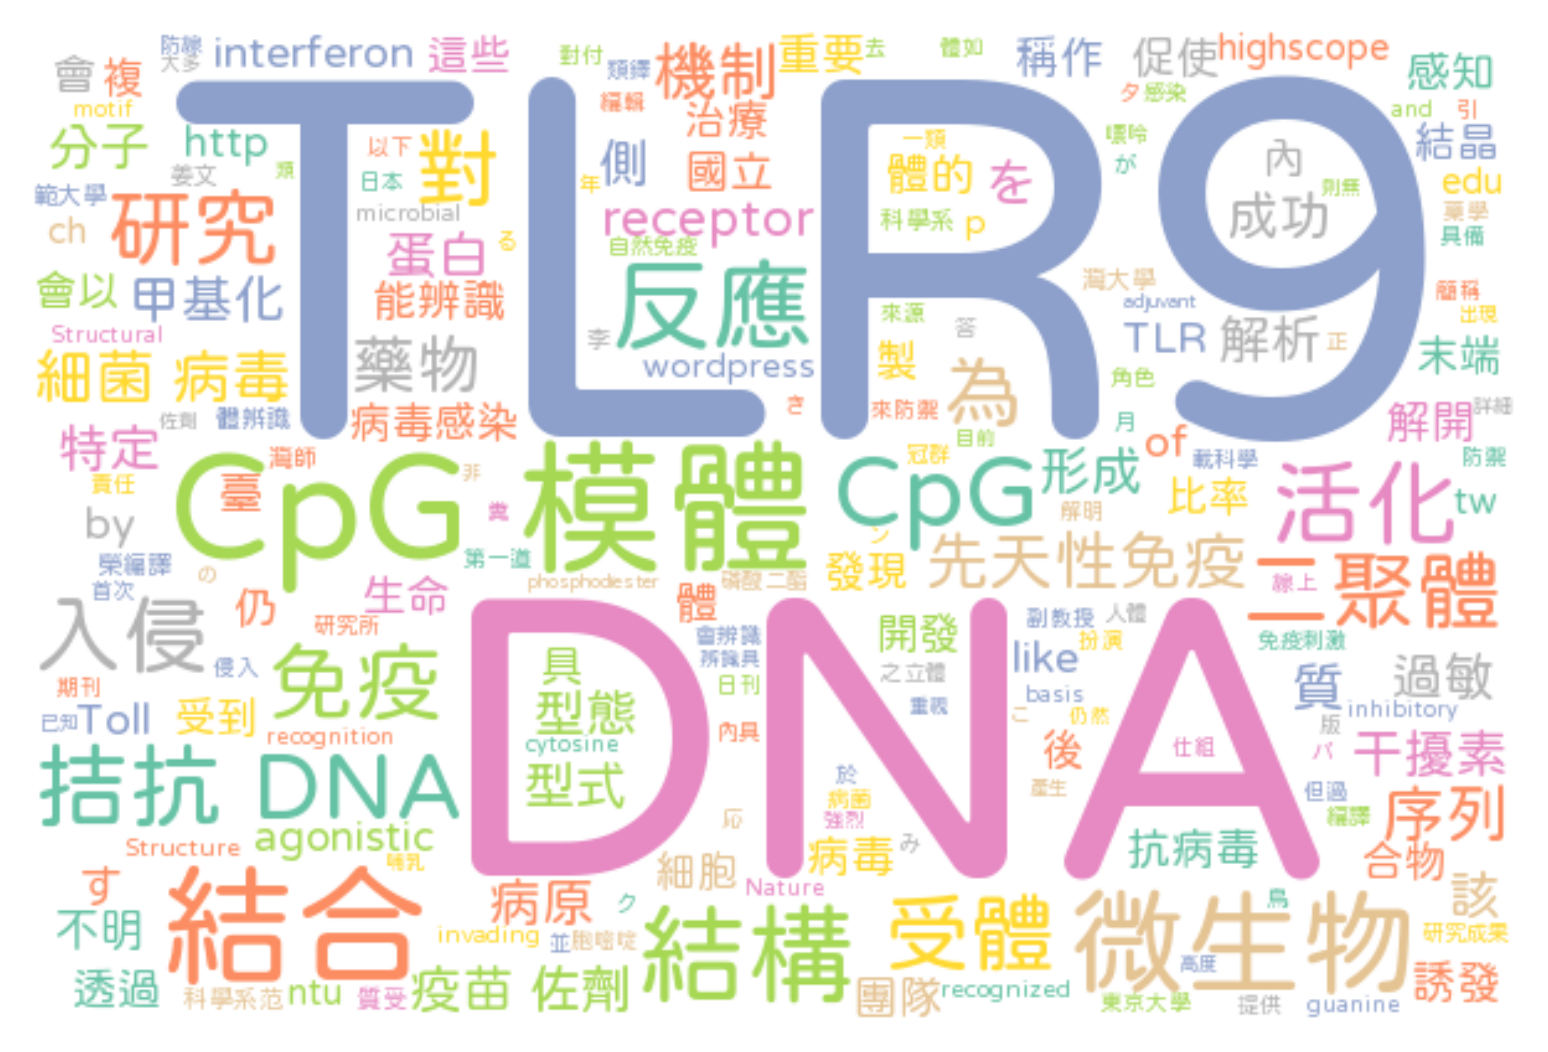 防線 interferon 這些 對付 機制 重要 去 體如 稱作 促使 highscope
會 複 大多 類鐸 感知
motif 編輯 治療 夕 感染 and 引
分子 http 以下 對 側 國立 一類 體的 を 嘌呤 が 內 結晶
姜文 類 日本 年 則無 edu
範大學 研究 microbial receptor 科學系 p 成功 藥學
ch 蛋白 る 自然免疫 具備
會以 甲基化 能辨識 反應 灣大學 簡稱
TLR9
Structural 李 來源 答 adjuvant 出現
細菌 病毒 藥物 wordpress 製 為 TLR 解析 正 末端
角色
佐劑 體辨識 病毒感染 き 來防禦 月 解開 詳細
特定 灣師 目前 of
責任 臺 非 冠群 形成 載科學 防禦
CpG 模體 CpG 比率 活化 tw
by 糞 解明
榮編譯 第一道 ン
首次 の phosphodiester 磷酸二酯 發現 先天性免疫 線上 二聚體
入侵 仍 生命 體 副教授 人體
研究所 會辨識 開發 扮演 免疫刺激
侵入 免疫 具 辨識具 之立體 like 質 過敏
期刊 日刊 basis
已知 Toll 受到 型態 重視 こ 仍然 版 inhibitory
recognition cytosine 內具 後 仕組 パ 干擾素
拮抗 DNA 型式 DNA 於 產生 但過
病菌 序列
Structure agonistic 応 強烈 編譯
哺乳 病毒 み 抗病毒 合物
す 細胞 Nature
結合 病原 ク 受體 微生物 鳥 該
不明 invading 並 胞嘧啶 結構 研究成果
透過 科學系范 ntu 質受 疫苗 佐劑 團隊 recognized 高度 誘發
東京大學 提供 guanine